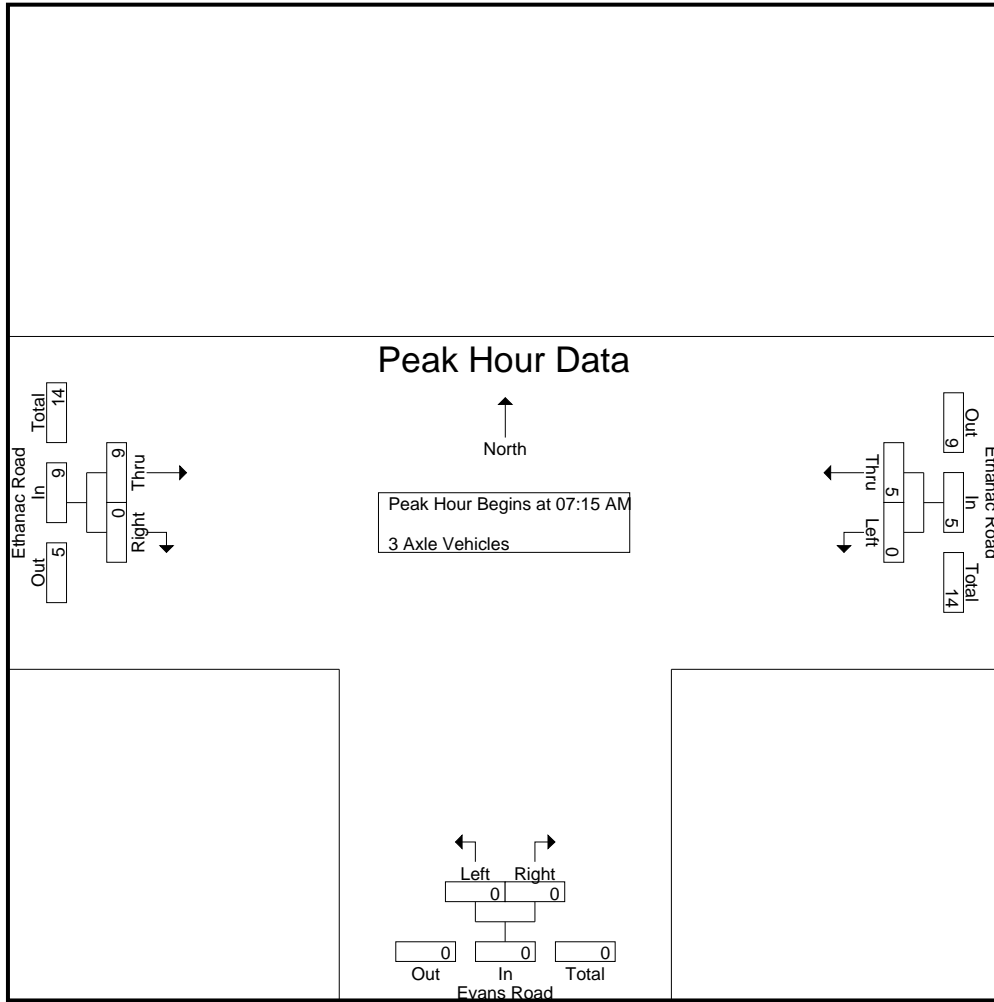 Peak Hour Data
North
Peak Hour Begins at 07:15 AM
3 Axle Vehicles
Ethanac Road
Total
14
In
9
Out
5
Thru
9
Right
0
Ethanac Road
Out
9
In
5
Total
14
Thru
5
Left
0
Left Right
0 0
0 0 0
Out In Total
Evans Road